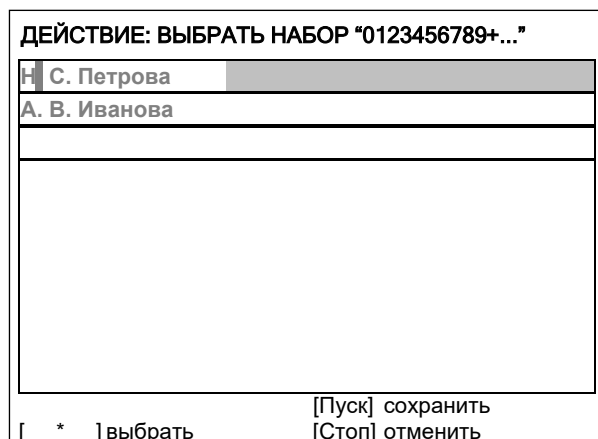 ДЕЙСТВИЕ: ВЫБРАТЬ НАБОР “0123456789+...”
Н С. Петрова
А. В. Иванова
[Пуск] сохранить
[ * ] выбрать [Стоп] отменить